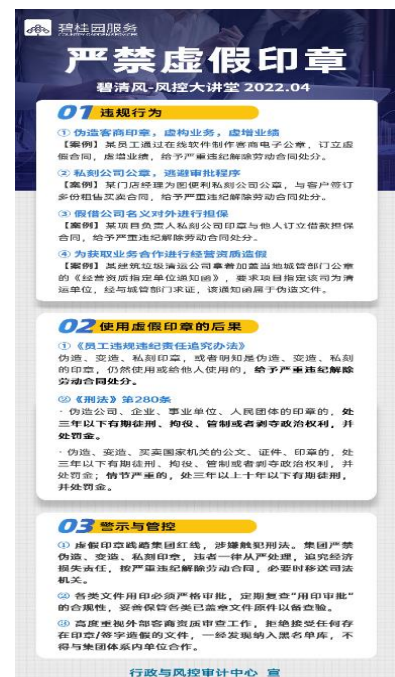 碧桂园服务
严禁虚假印章
碧清风-风控大讲堂 2022.04
01 违规行为
① 伪造客商印章，虚构业务，虚增业绩
【案例】某员工通过在线软件制作客商电子公章，订立虚
假合同，虚增业绩，给予严重违纪解除劳动合同处分。
② 私刻公司公章，逃避审批程序
【案例】某门店经理为图便利私刻公司公章，与客户签订
多份租售买卖合同，给予严重违纪解除劳动合同处分。
③ 假借公司名义对外进行担保
【案例】某项目负责人私刻公司印章与他人订立借款担保
合同，给予严重违纪解除劳动合同处分。
④ 为获取业务合作进行经营资质造假
【案例】某建筑垃圾清运公司拿着加盖当地城管部门公章
的《经营资质指定单位通知函》，要求项目指定该司为清
运单位，经与城管部门求证，该通知函属于伪造文件。
02 使用虚假印章的后果
① 《员工违规违纪责任追究办法》
伪造、变造、私刻印章，或者明知是伪造、变造、私刻
的印章，仍然使用或给他人使用的，给予严重违纪解除
劳动合同处分。
② 《刑法》第280条
· 伪造公司、企业、事业单位、人民团体的印章的，处
三年以下有期徒刑、拘役、管制或者剥夺政治权利，并
处罚金。
· 伪造、变造、买卖国家机关的公文、证件、印章的，处
三年以下有期徒刑、拘役、管制或者剥夺政治权利，并
处罚金；情节严重的，处三年以上十年以下有期徒刑，
并处罚金。
03 警示与管控
① 虚假印章践踏集团红线，涉嫌触犯刑法。集团严禁
伪造、变造、私刻印章，违者一律从严处理，追究经济
损失责任，按严重违纪解除劳动合同，必要时移送司法
机关。
② 各类文件用印必须严格审批，定期复查“用印审批”
的合规性，妥善保管各类已盖章文件原件以备查验。
③ 高度重视外部客商资质审查工作，拒绝接受任何存
在印章/签字造假的文件，一经发现纳入黑名单库，不
得与集团体系内单位合作。
行政与风控审计中心 宣